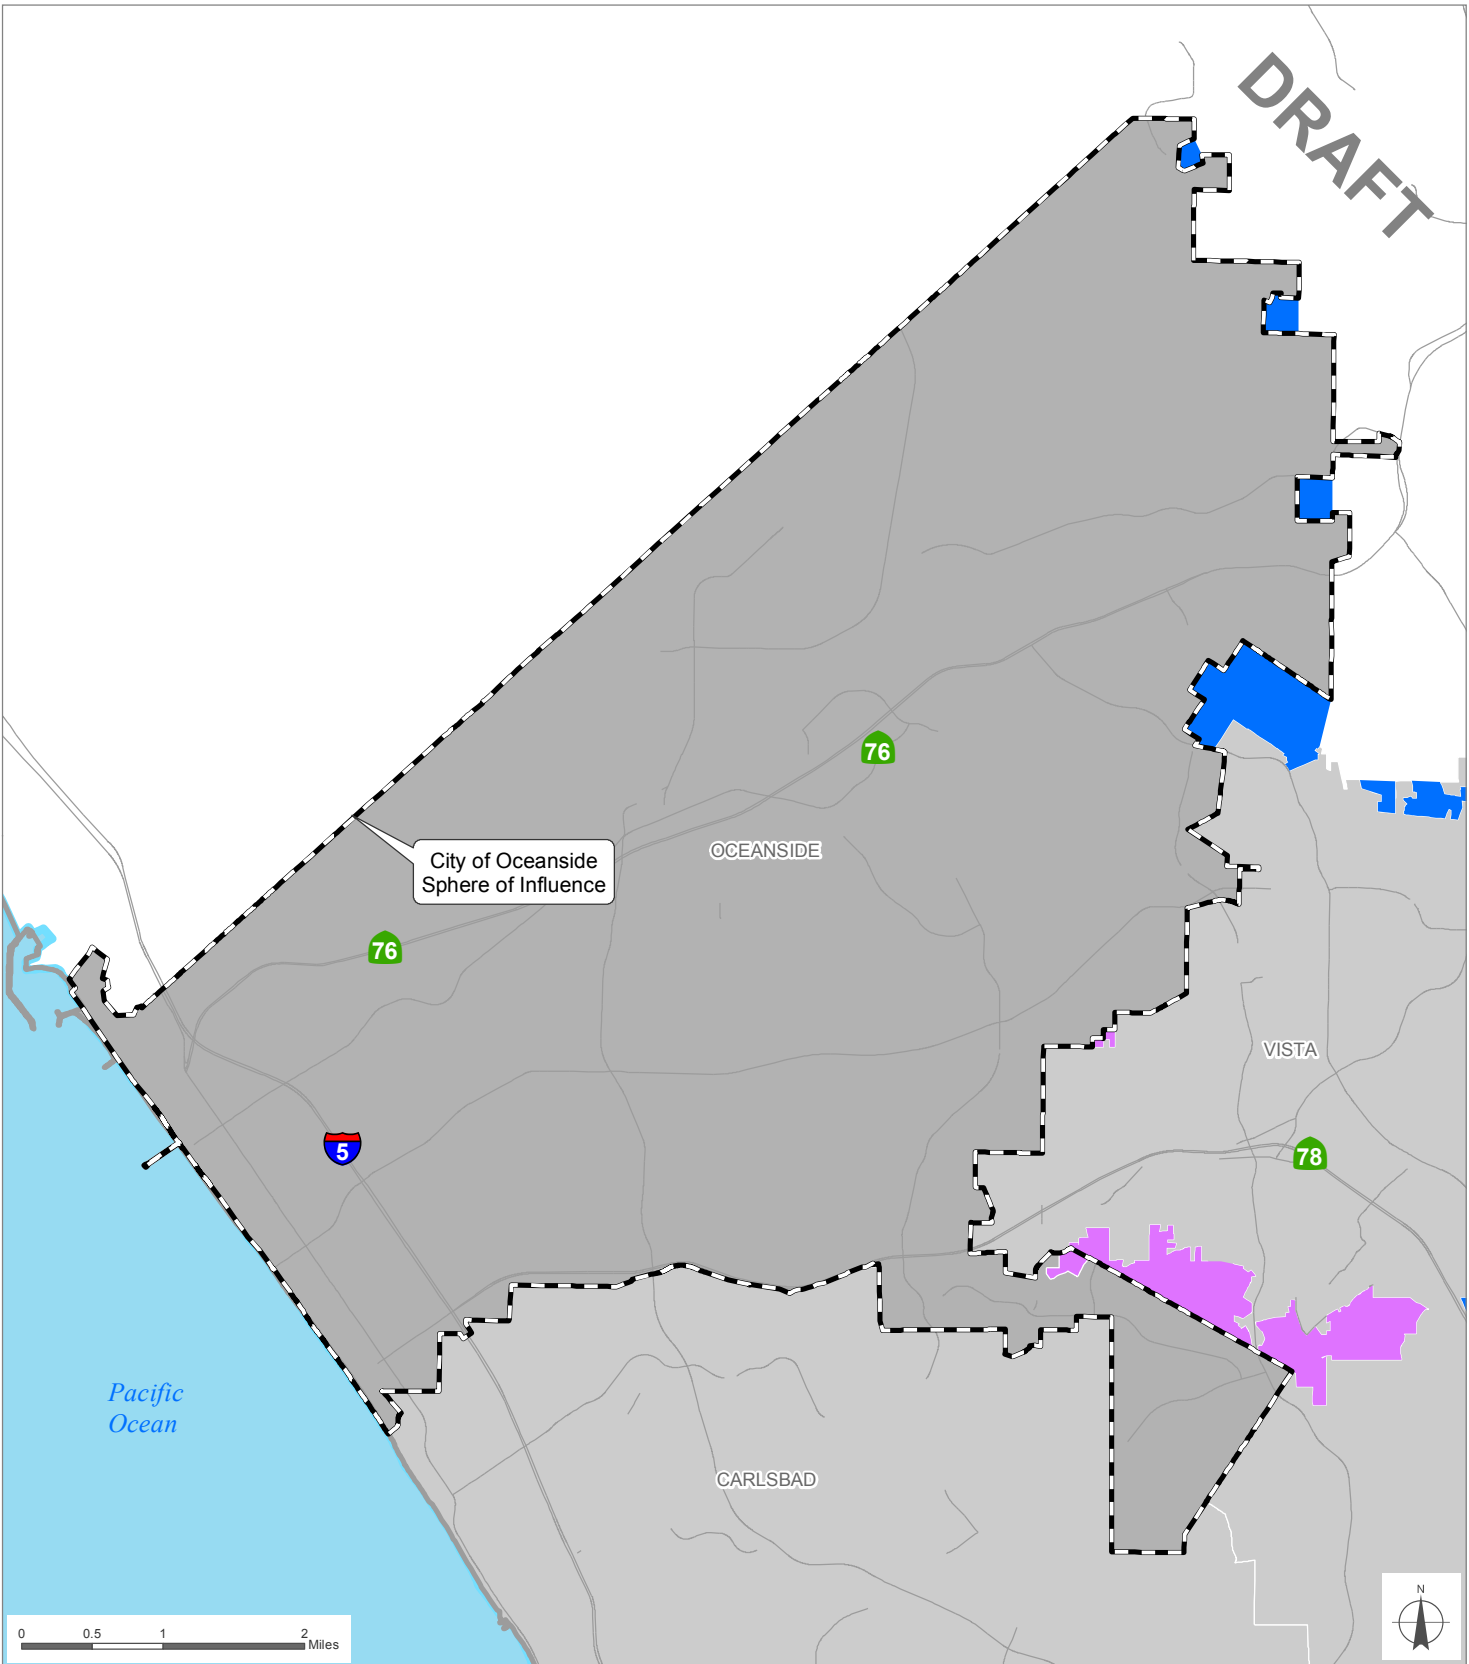 DRAFT
76
OCEANSIDE
City of Oceanside
Sphere of Influence
76
VISTA
5
78
Pacific
Ocean
CARLSBAD
N
0 0.5 1 2
Miles